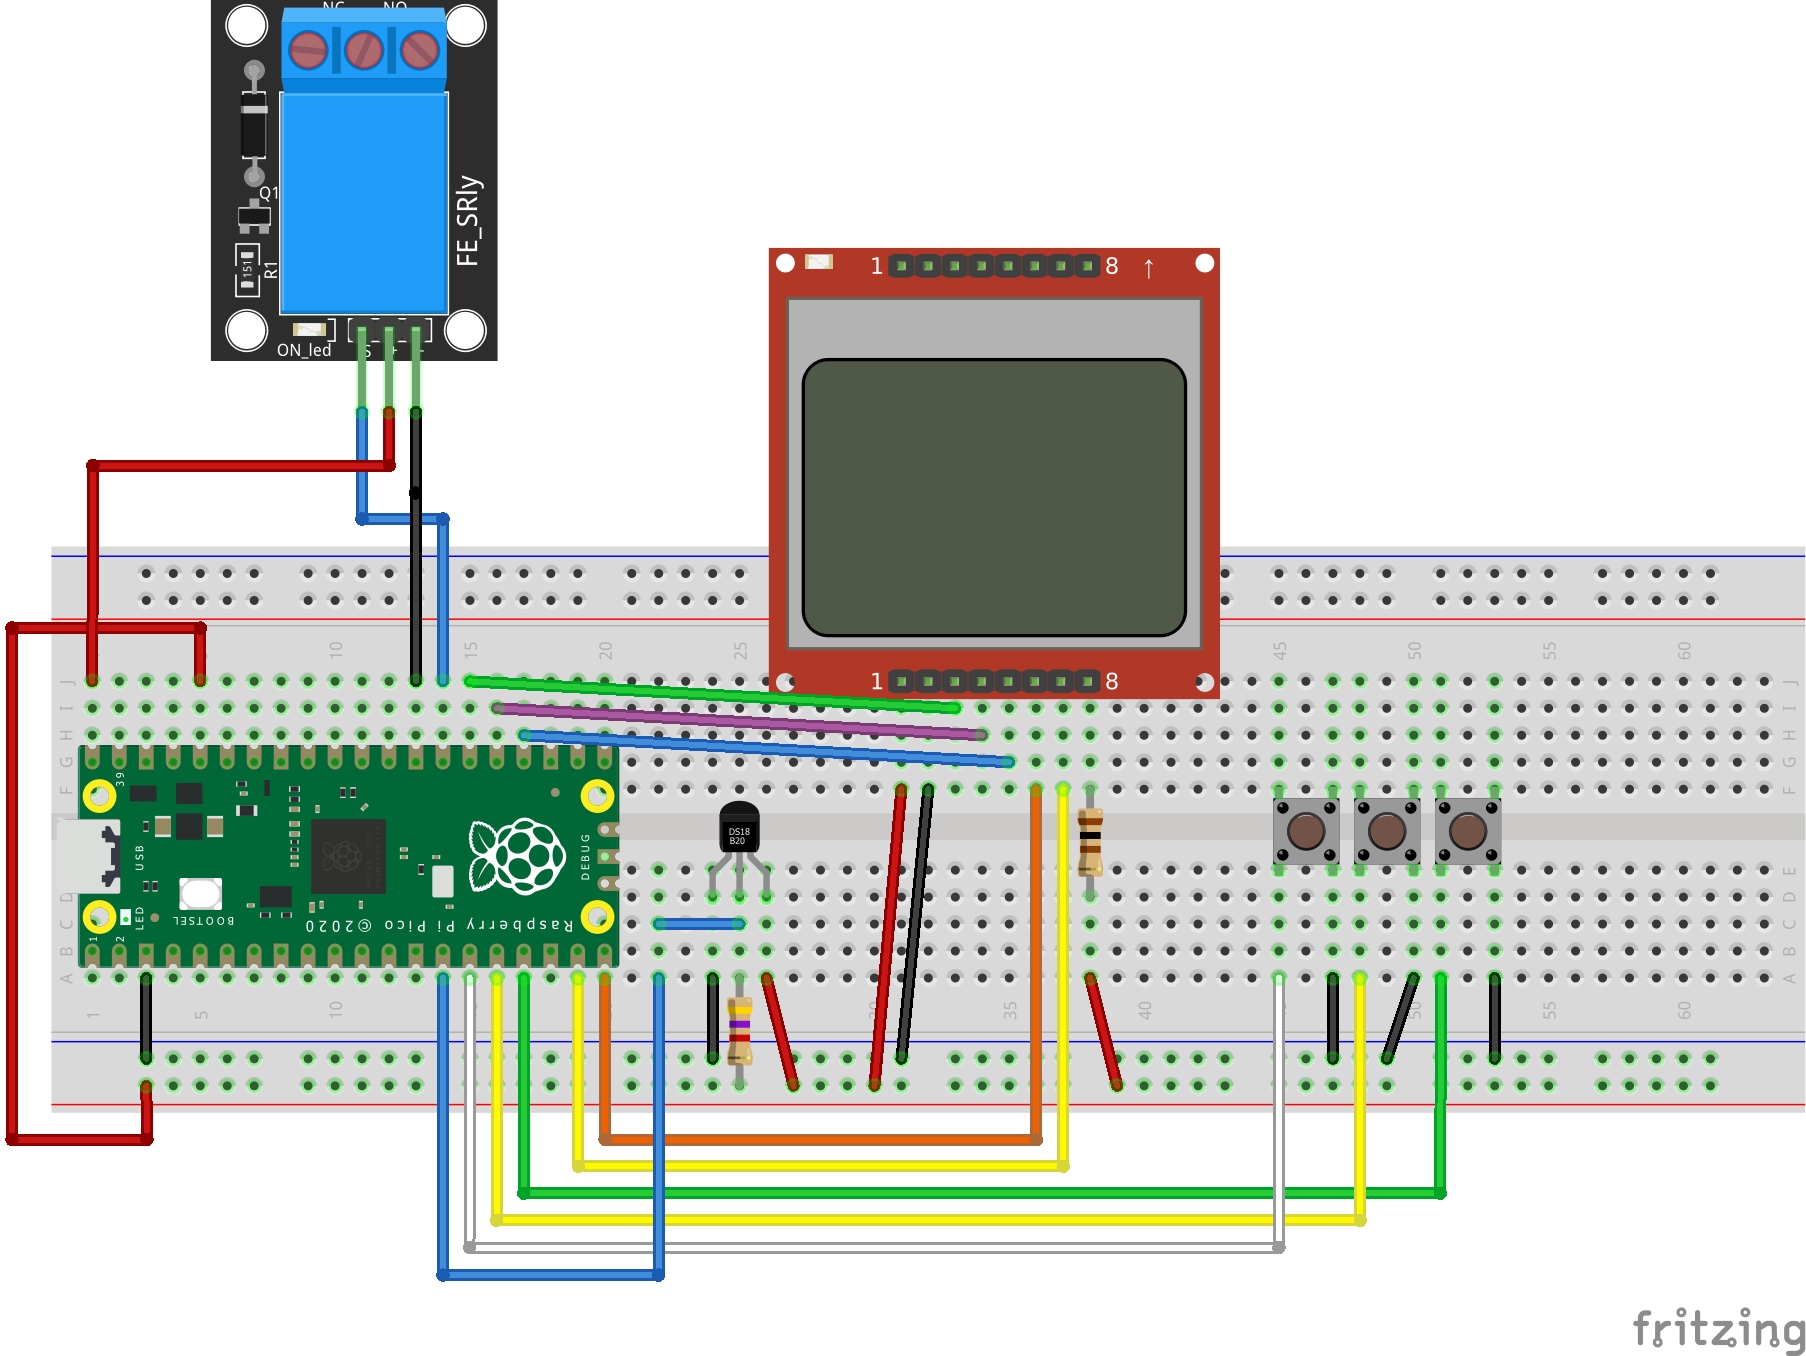 NC NO
Q1
FE_SRly
151
R1
ON_led
S + -
1 8 ↑
10 15 20 25 45 50 55 60
1 8
J J
I I
H H
G G
F F
39
USB
DEBUG
DS18
B20
E
D D
C C
B B
A A
LED
BOOTSEL
1
2
Raspberry Pi Pico ©2020
1 5 10 30 35 40 50 55 60
fritzing